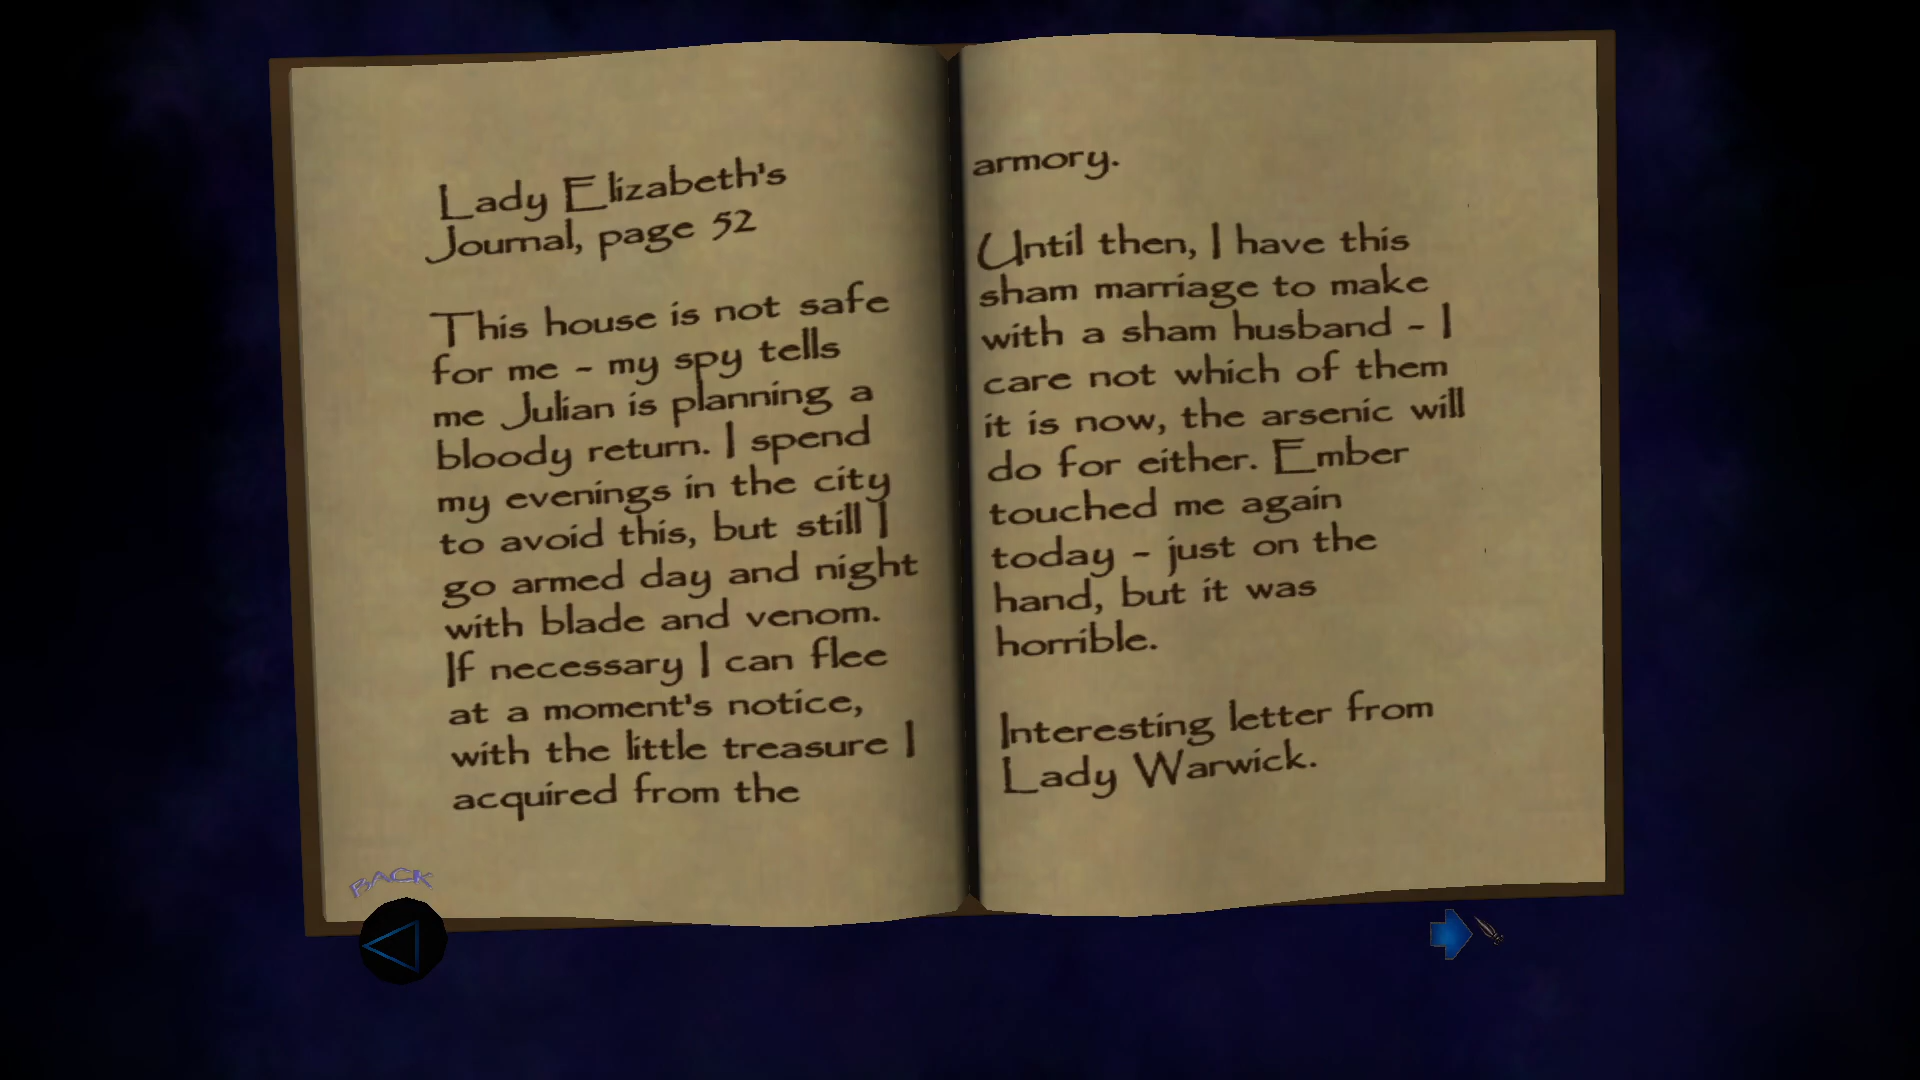 Lady Elizabeth's
Journal, page 52
This house is not safe
for me - my spy tells
me Julian is planning a
bloody return. I spend
my evenings in the city
to avoid this, but still I
go armed day and night
with blade and venom.
If necessary I can flee
at a moment's notice,
with the little treasure I
acquired from the
armory.
Until then, I have this
sham marriage to make
with a sham husband - I
care not which of them
it is now, the arsenic will
do for either. Ember
touched me again
today - just on the
hand, but it was
horrible.
Interesting letter from
Lady Warwick.
BACK